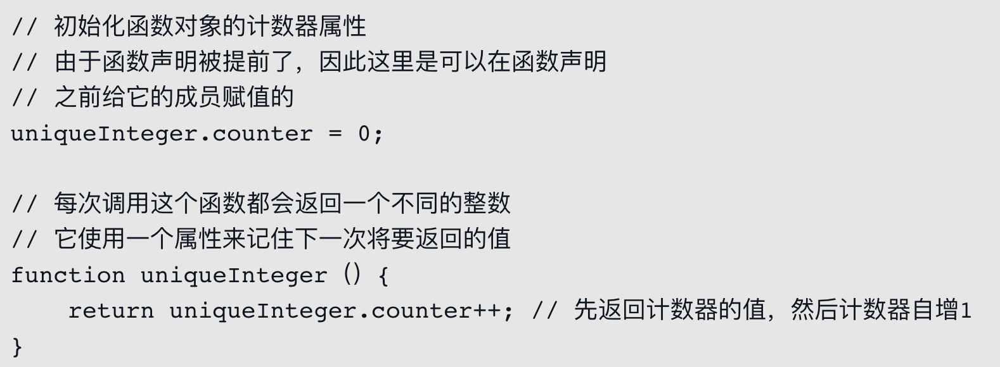 // 初始化函数对象的计数器属性
// 由于函数声明被提前了，因此这里是可以在函数声明
// 之前给它的成员赋值的
uniqueInteger.counter = 0;
// 每次调用这个函数都会返回一个不同的整数
// 它使用一个属性来记住下一次将要返回的值
function uniqueInteger () {
    return uniqueInteger.counter++; // 先返回计数器的值，然后计数器自增1
}